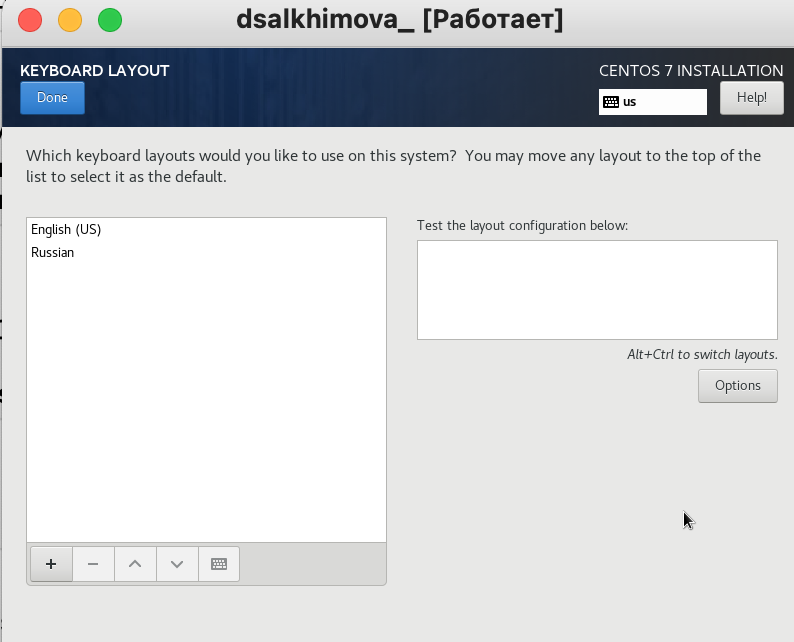 dsalkhimova_ [Работает]
KEYBOARD LAYOUT
CENTOS 7 INSTALLATION
Done
us
Help!
Which keyboard layouts would you like to use on this system?  You may move any layout to the top of the
list to select it as the default.
English (US)
Russian
Test the layout configuration below:
Alt+Ctrl to switch layouts.
Options